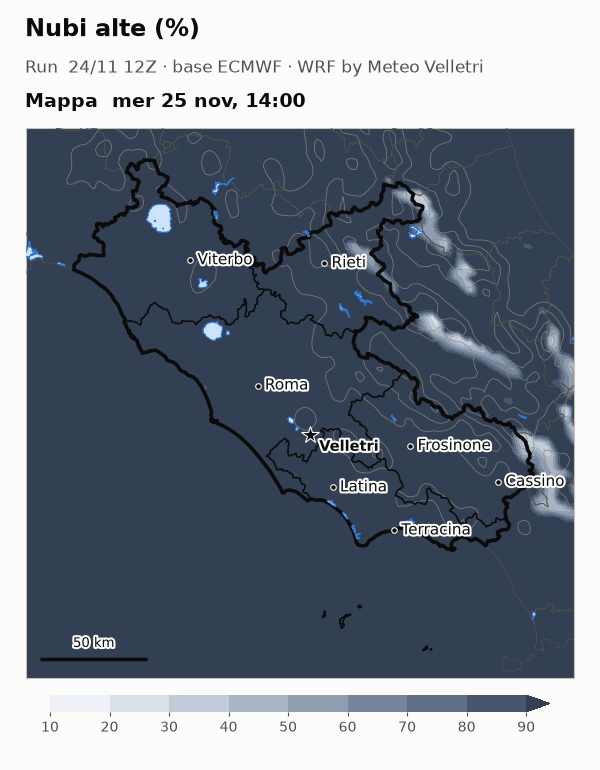 Nubi alte (%)
Run  24/11 12Z · base ECMWF · WRF by Meteo Velletri
Mappa  mer 25 nov, 14:00
Viterbo
Rieti
Roma
Velletri
Frosinone
Cassino
Latina
Terracina
50 km
10 20 30 40 50 60 70 80 90